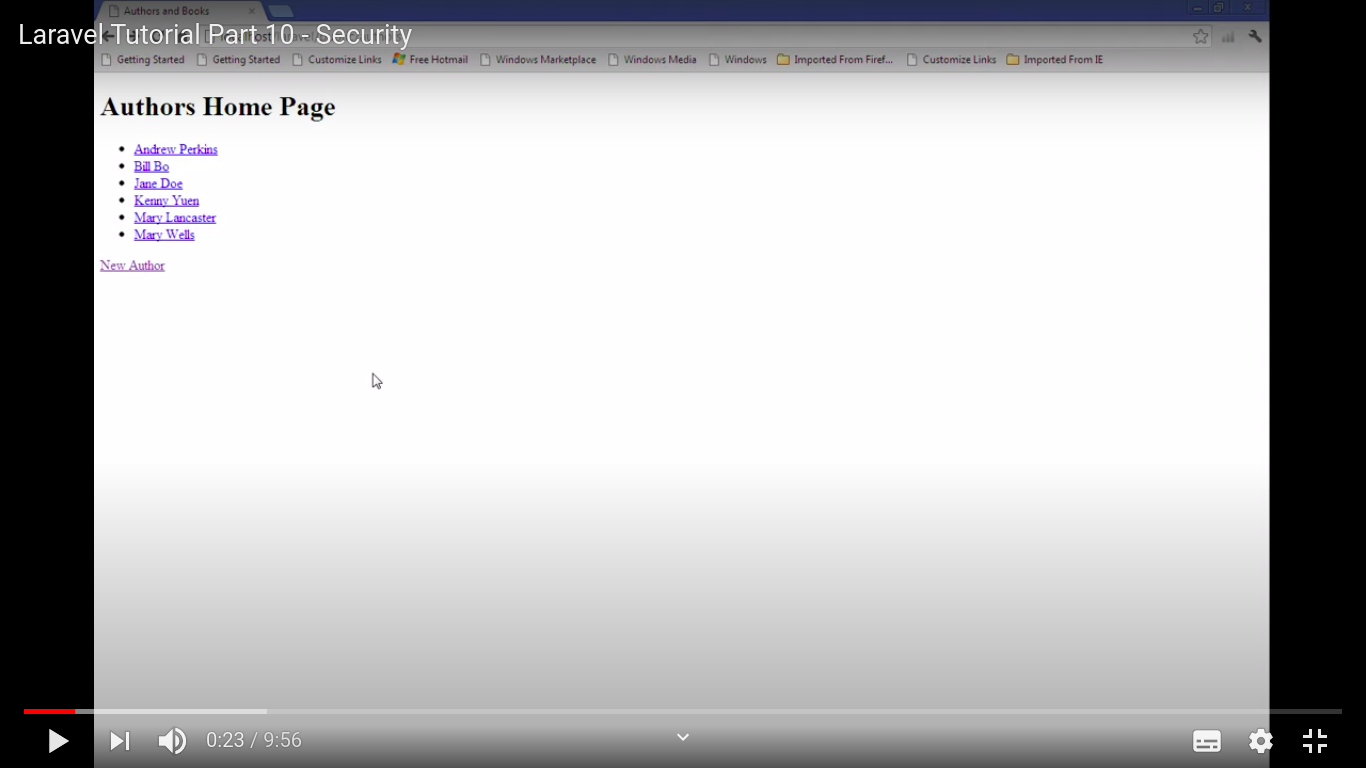 Authors and Books
Laravel Tutorial Part 10 - Security
Getting Started Getting Started Customize Links Free Hotmail Windows Marketplace Windows Media Windows Imported From Firef... Customize Links Imported From IE
Authors Home Page
Andrew Perkins
Bill Bo
Jane Doe
Kenny Yuen
Mary Lancaster
Mary Wells
New Author
0:23 / 9:56